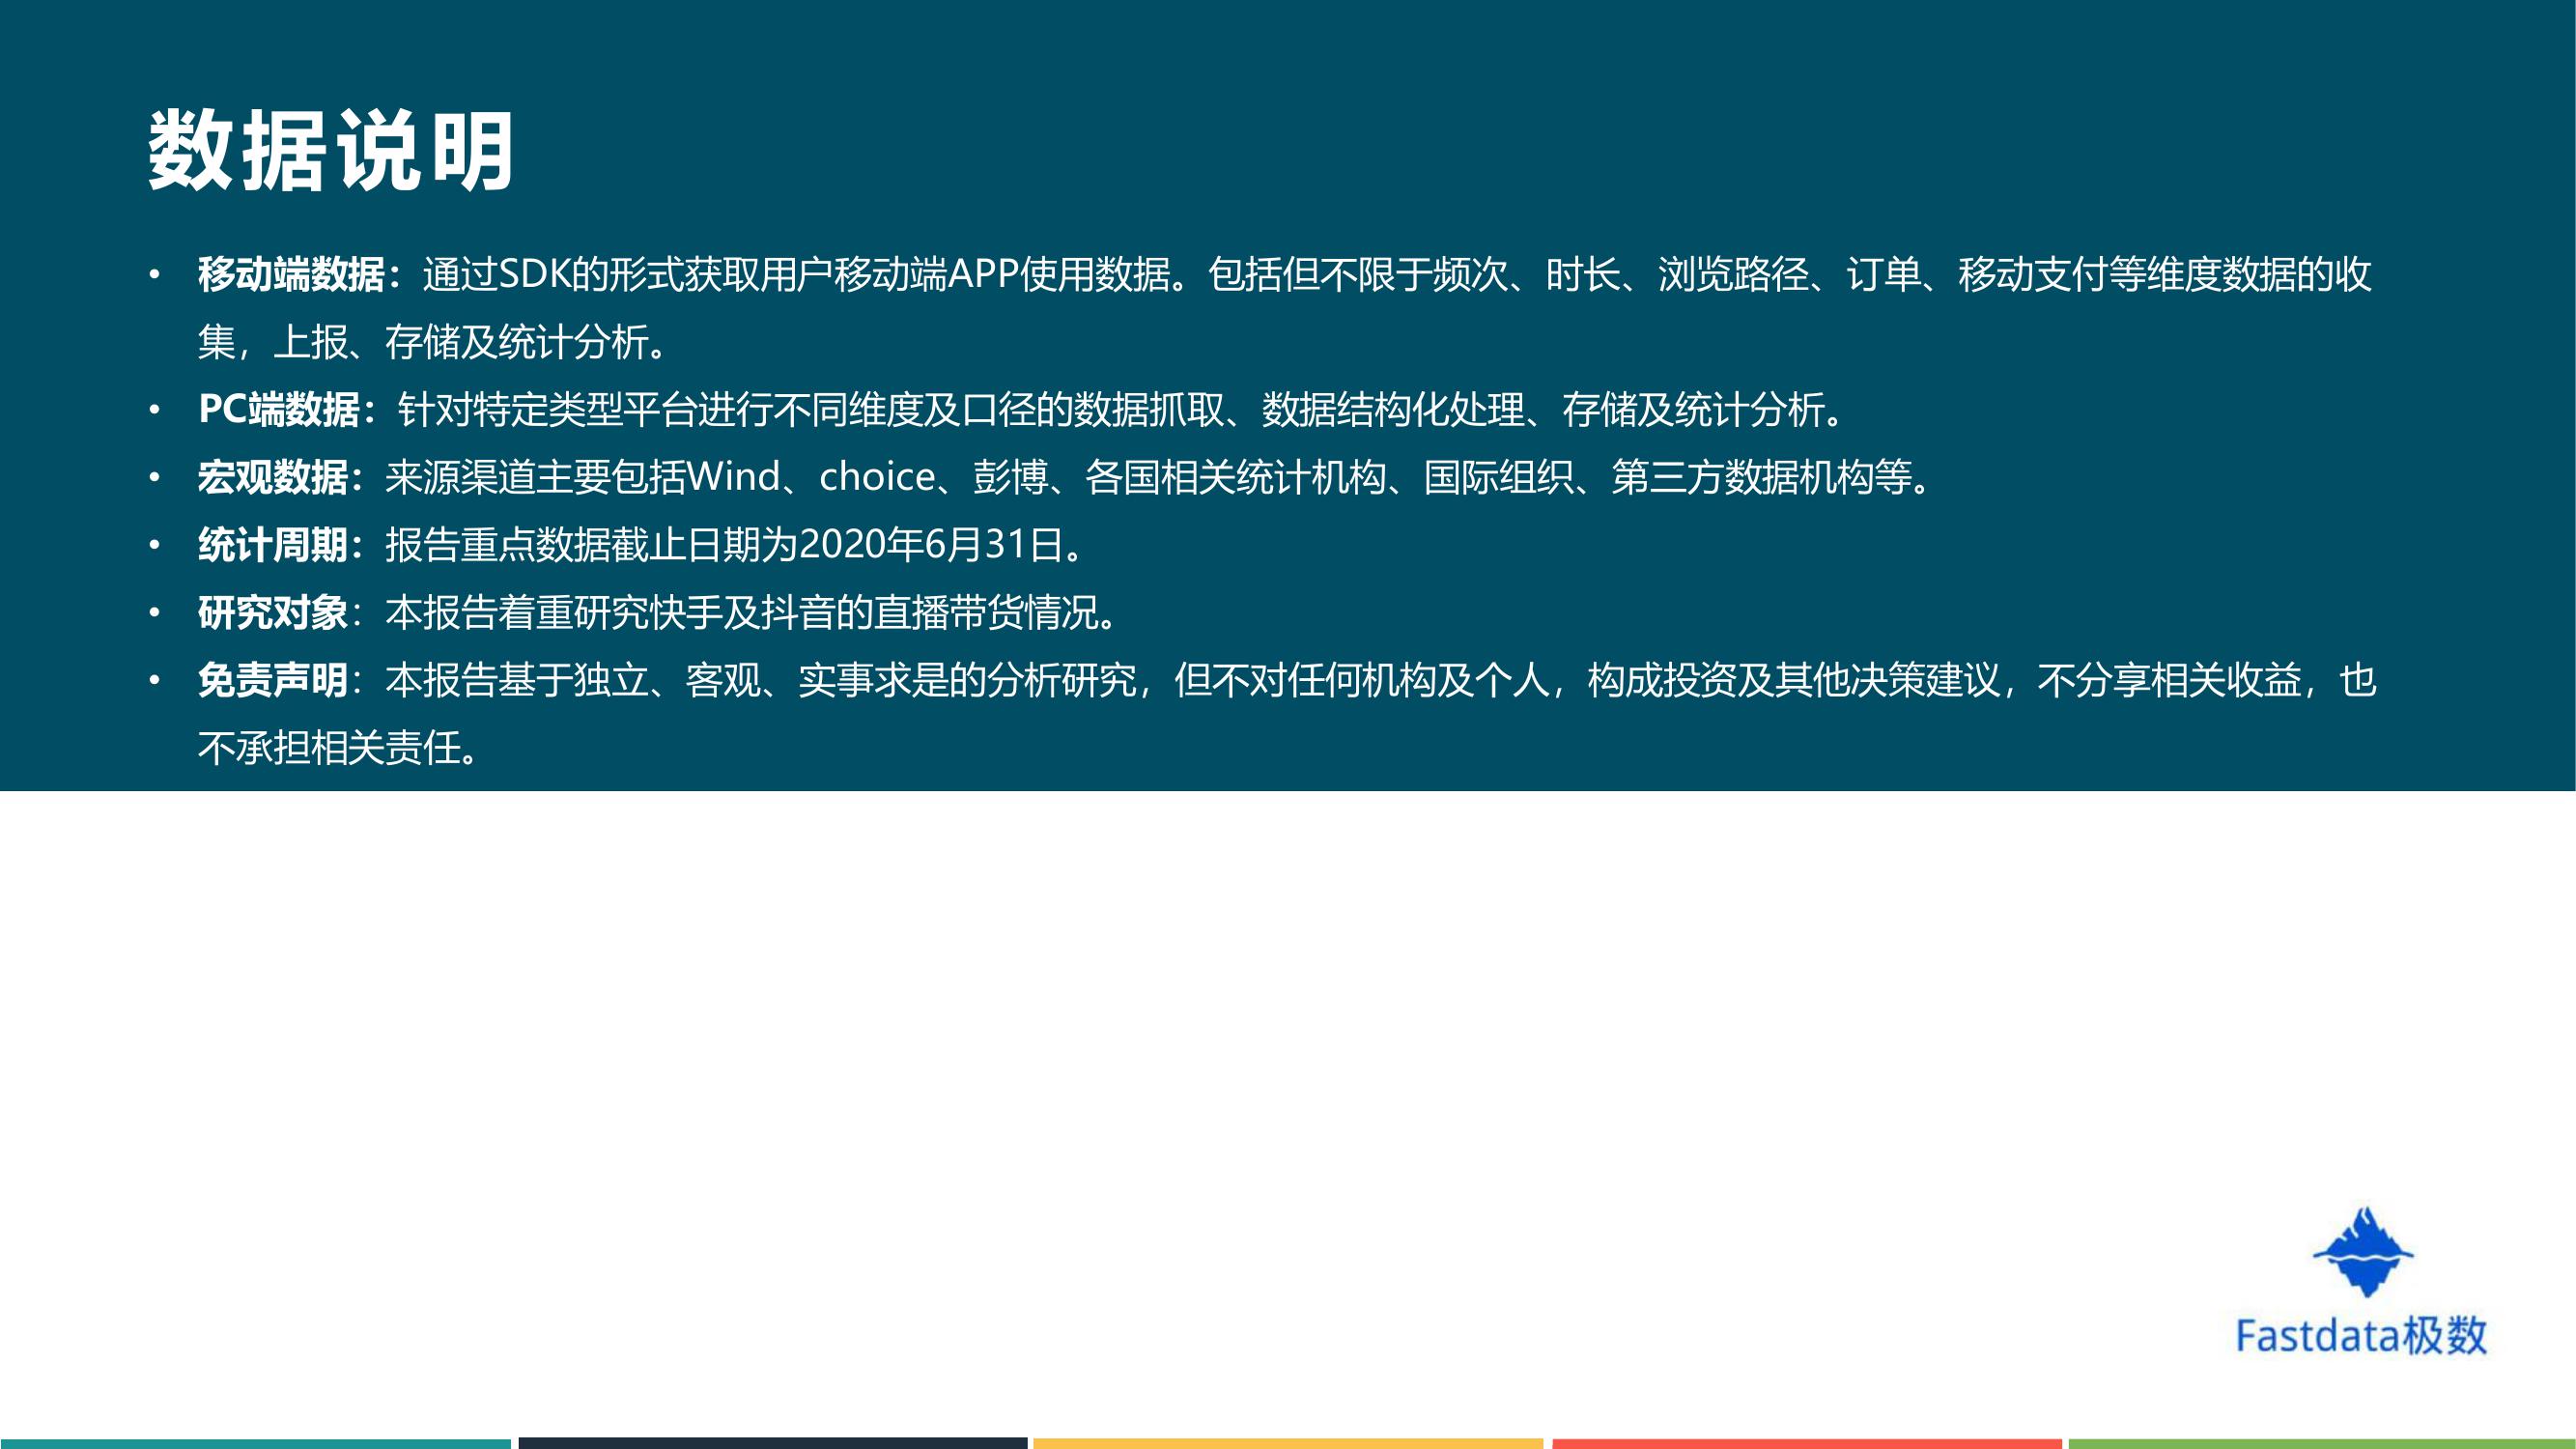 数据说明
• 移动端数据：通过SDK的形式获取用户移动端APP使用数据。包括但不限于频次、时长、浏览路径、订单、移动支付等维度数据的收
集，上报、存储及统计分析。
• PC端数据：针对特定类型平台进行不同维度及口径的数据抓取、数据结构化处理、存储及统计分析。
• 宏观数据：来源渠道主要包括Wind、choice、彭博、各国相关统计机构、国际组织、第三方数据机构等。
• 统计周期：报告重点数据截止日期为2020年6月31日。
• 研究对象：本报告着重研究快手及抖音的直播带货情况。
• 免责声明：本报告基于独立、客观、实事求是的分析研究，但不对任何机构及个人，构成投资及其他决策建议，不分享相关收益，也
不承担相关责任。
Fastdata极数